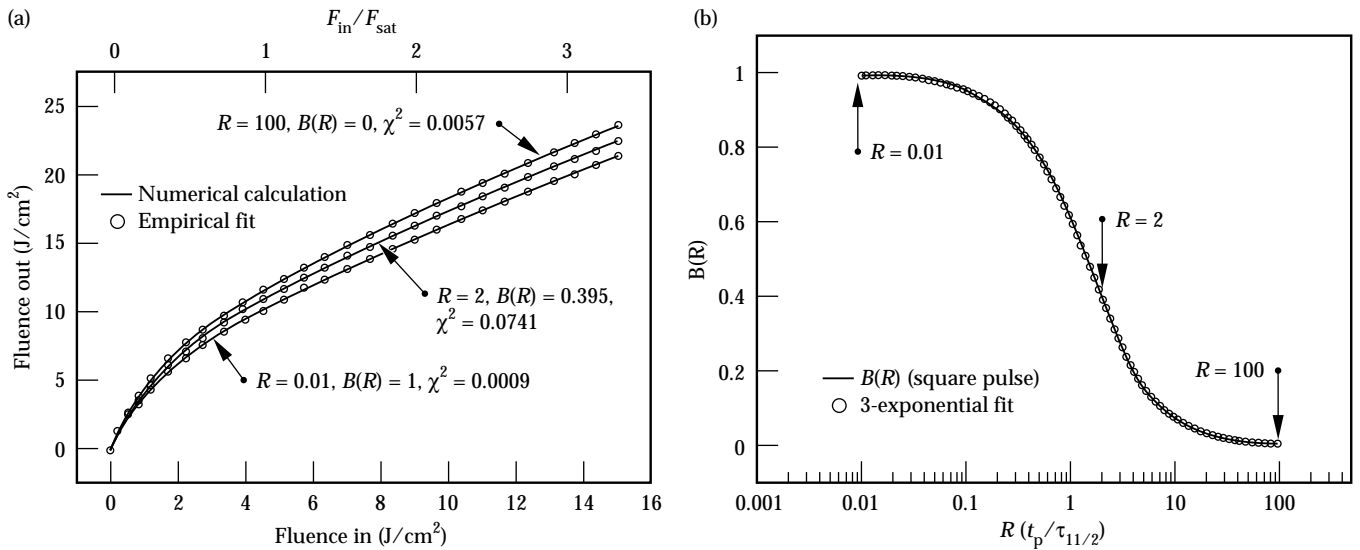 (a)
F_in/F_sat
0 1 2 3
Fluence out (J/cm²)
25
20
15
10
5
0
R = 100, B(R) = 0, χ² = 0.0057
Numerical calculation
Empirical fit
R = 2, B(R) = 0.395,
χ² = 0.0741
R = 0.01, B(R) = 1, χ² = 0.0009
0 2 4 6 8 10 12 14 16
Fluence in (J/cm²)
(b)
B(R)
1
0.8
0.6
0.4
0.2
0
R = 0.01
R = 2
R = 100
B(R) (square pulse)
3-exponential fit
0.001 0.01 0.1 1 10 100
R (t_p/τ_11/2)